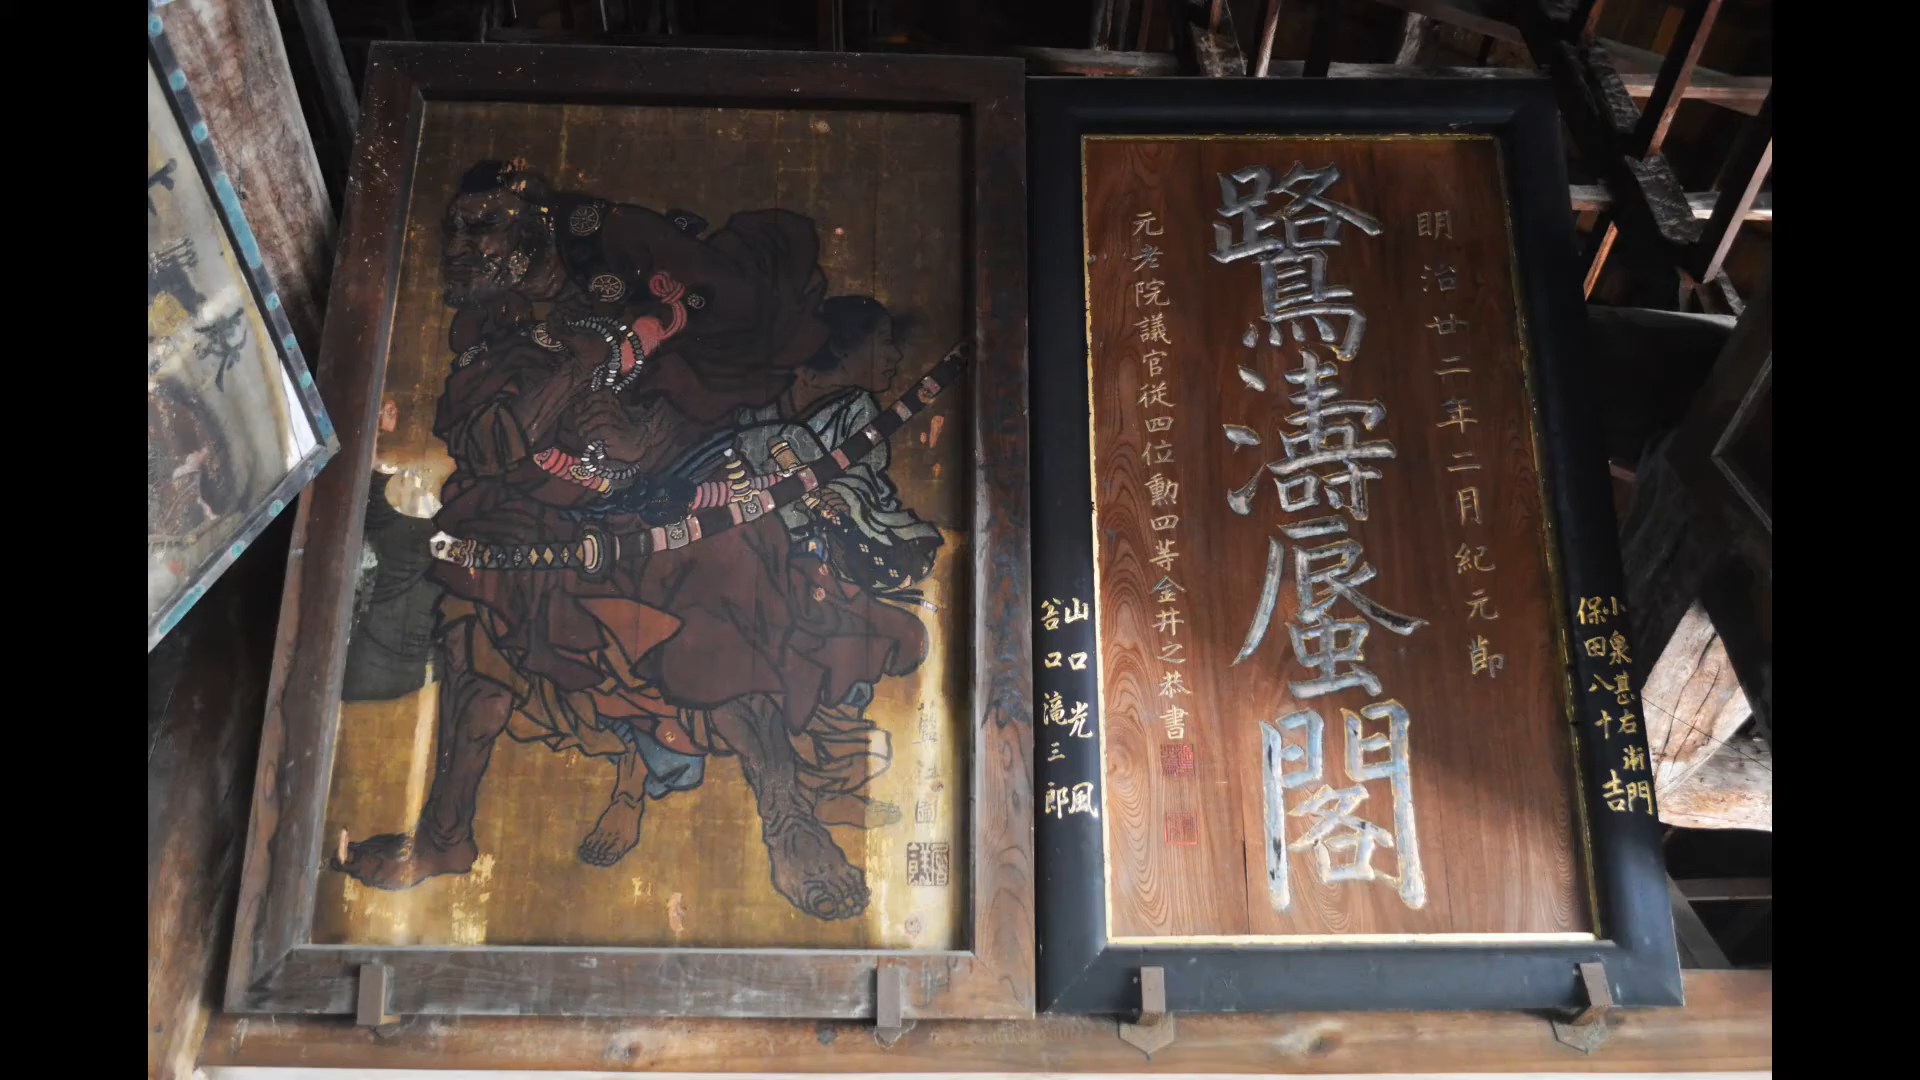 明治廿二年二月紀元節
鷺濤蜃閣
元老院議官従四位勲四等金井之恭書
小泉甚右衛門
保田八十吉
山口光風
谷口滝三郎